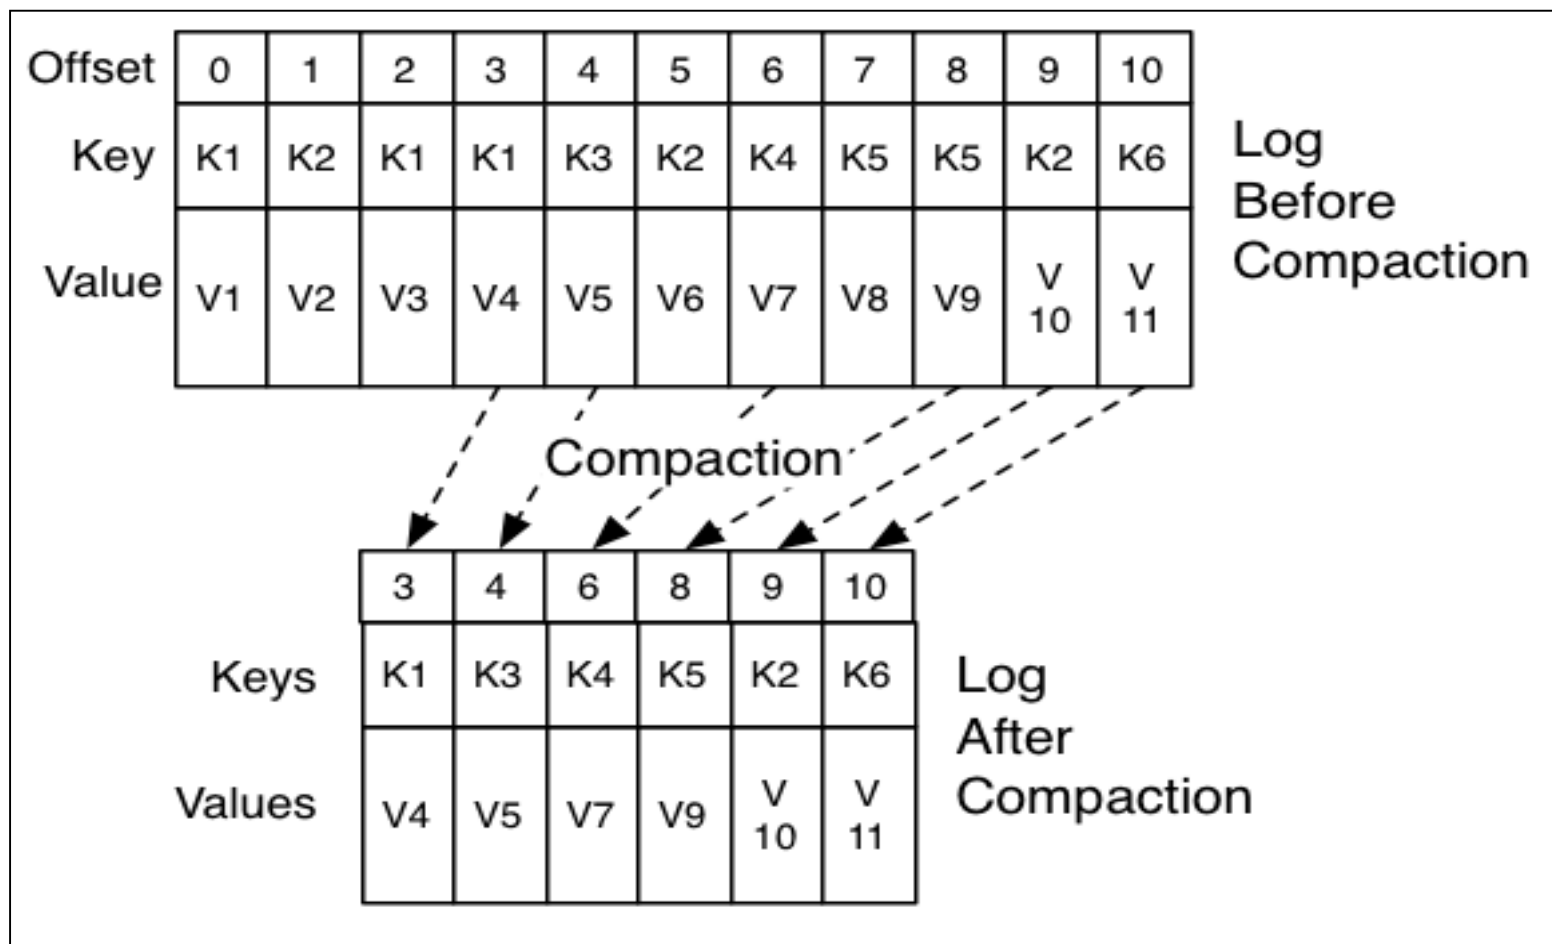 Offset 0 1 2 3 4 5 6 7 8 9 10
Key K1 K2 K1 K1 K3 K2 K4 K5 K5 K2 K6
Value V1 V2 V3 V4 V5 V6 V7 V8 V9 V 10 V 11
Log
Before
Compaction
Compaction
3 4 6 8 9 10
Keys K1 K3 K4 K5 K2 K6
Values V4 V5 V7 V9 V 10 V 11
Log
After
Compaction